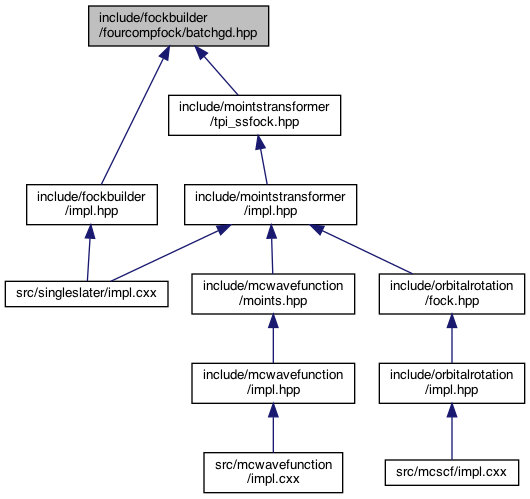 include/fockbuilder
/fourcompfock/batchgd.hpp
include/mointstransformer
/tpi_ssfock.hpp
include/fockbuilder
/impl.hpp
include/mointstransformer
/impl.hpp
src/singleslater/impl.cxx
include/mcwavefunction
/moints.hpp
include/orbitalrotation
/fock.hpp
include/mcwavefunction
/impl.hpp
include/orbitalrotation
/impl.hpp
src/mcwavefunction
/impl.cxx
src/mcscf/impl.cxx